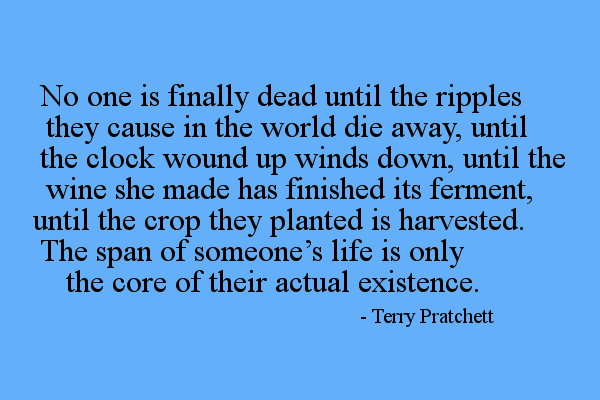 No one is finally dead until the ripples
they cause in the world die away, until
the clock wound up winds down, until the
wine she made has finished its ferment,
until the crop they planted is harvested.
The span of someone’s life is only
the core of their actual existence.
- Terry Pratchett